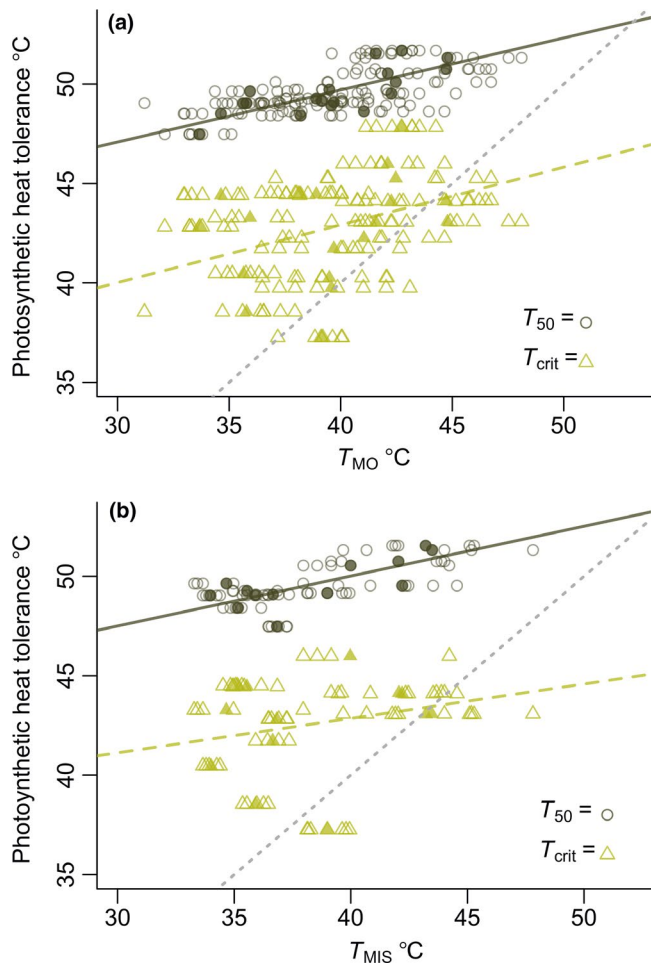 (a)
Photosynthetic heat tolerance °C
50
45
40
35
T50 =
Tcrit =
30 35 40 45 50
TMO °C
(b)
Photoynthetic heat tolerance °C
50
45
40
35
T50 =
Tcrit =
30 35 40 45 50
TMIS °C